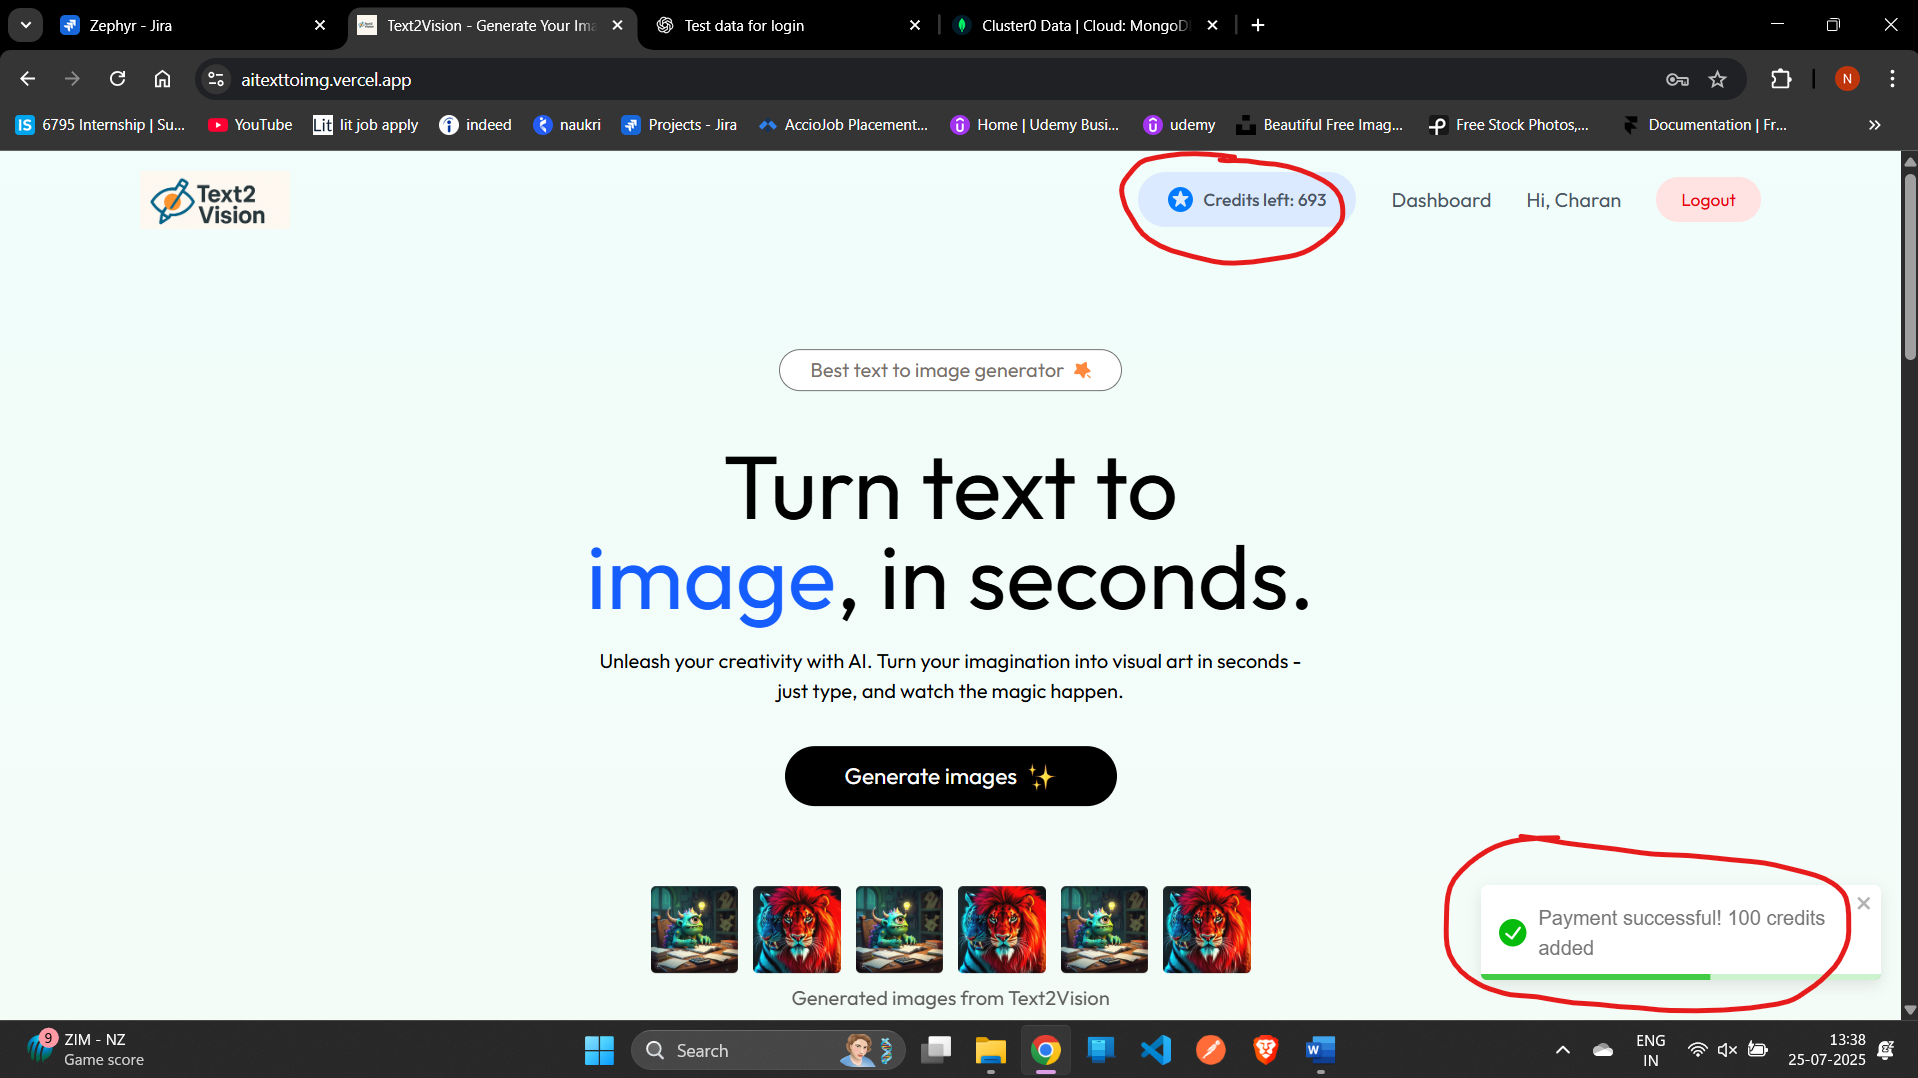 Zephyr - Jira
Text2Vision - Generate Your Ima
Test data for login
Cluster0 Data | Cloud: MongoD
aitexttoimg.vercel.app
N
IS 6795 Internship | Su...
YouTube
Lit lit job apply
indeed
naukri
Projects - Jira
AccioJob Placement...
Home | Udemy Busi...
udemy
Beautiful Free Imag...
Free Stock Photos,...
Documentation | Fr...
Text2
Vision
Credits left: 693
Dashboard
Hi, Charan
Logout
Best text to image generator
Turn text to
image, in seconds.
Unleash your creativity with AI. Turn your imagination into visual art in seconds -
just type, and watch the magic happen.
Generate images
Payment successful! 100 credits
added
Generated images from Text2Vision
9
ZIM - NZ
Game score
Search
W
ENG
IN
13:38
25-07-2025